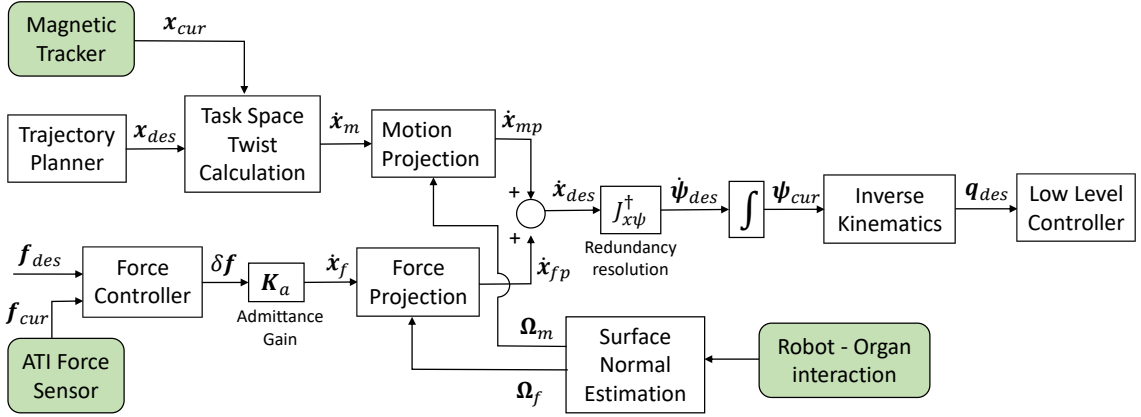 Magnetic
Tracker
𝒙_cur
Trajectory
Planner
𝒙_des
Task Space
Twist
Calculation
𝒙̇_m
Motion
Projection
𝒙̇_mp
+
+
𝒙̇_des
J†_xψ
Redundancy
resolution
𝝍̇_des
∫
𝝍_cur
Inverse
Kinematics
𝒒_des
Low Level
Controller
𝒇_des
𝒇_cur
Force
Controller
δ𝒇
𝑲_a
Admittance
Gain
𝒙̇_f
Force
Projection
𝒙̇_fp
ATI Force
Sensor
𝛀_m
𝛀_f
Surface
Normal
Estimation
Robot - Organ
interaction